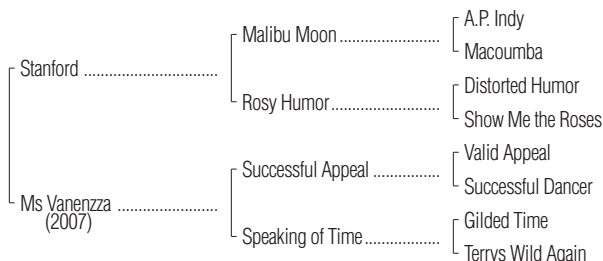 A.P. Indy
Malibu Moon ........................
Macoumba
Stanford ................................
Distorted Humor
Rosy Humor..........................
Show Me the Roses
Valid Appeal
Successful Appeal ................
Successful Dancer
Ms Vanenzza ........................
(2007)
Gilded Time
Speaking of Time..................
Terrys Wild Again